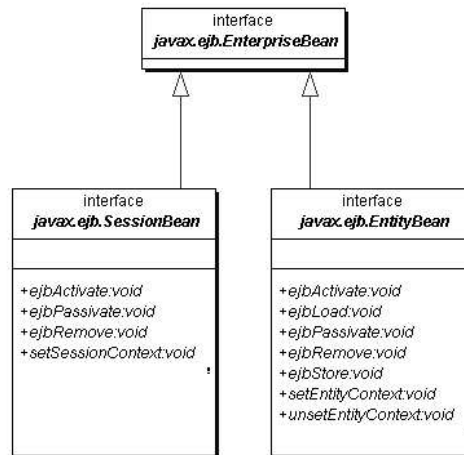 interface
javax.ejb.EnterpriseBean
interface
javax.ejb.SessionBean
+ejbActivate:void
+ejbPassivate:void
+ejbRemove:void
+setSessionContext:void
interface
javax.ejb.EntityBean
+ejbActivate:void
+ejbLoad:void
+ejbPassivate:void
+ejbRemove:void
+ejbStore:void
+setEntityContext:void
+unsetEntityContext:void